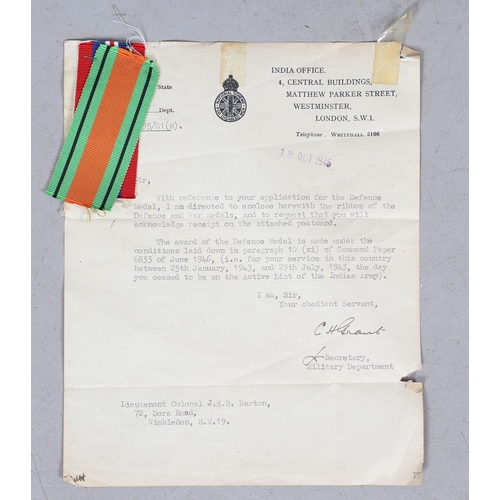 INDIA OFFICE,
4, CENTRAL BUILDINGS,
MATTHEW PARKER STREET,
WESTMINSTER,
LONDON, S.W.1.
Telephone: WHITEHALL 2166
State
Dept.
OCT 1946
Sir,
With reference to your application for the Defence
Medal, I am directed to enclose herewith the ribbon of the
Defence and War Medals, and to request that you will
acknowledge receipt on the attached postcard.
The award of the Defence Medal is made under the
conditions laid down in paragraph 10 (xi) of Command Paper
6833 of June 1946, (i.e. for your service in this country
between 25th January, 1943, and 29th July, 1943, the day
you ceased to be on the Active List of the Indian Army).
I am, Sir,
Your obedient Servant,
C H Grant
Secretary,
Military Department
Lieutenant Colonel J.E.B. Barton,
72, Dora Road,
Wimbledon, S.W.19.